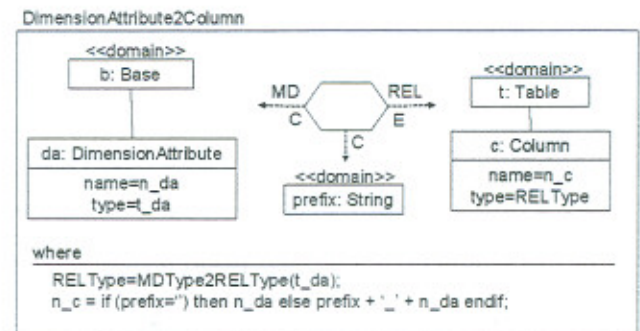 DimensionAttribute2Column
<<domain>>
b: Base
da: DimensionAttribute
name=n_da
type=t_da
MD
REL
C
E
C
<<domain>>
prefix: String
<<domain>>
t: Table
c: Column
name=n_c
type=RELType
where
RELType=MDType2RELType(t_da);
n_c = if (prefix='') then n_da else prefix + '_' + n_da endif;